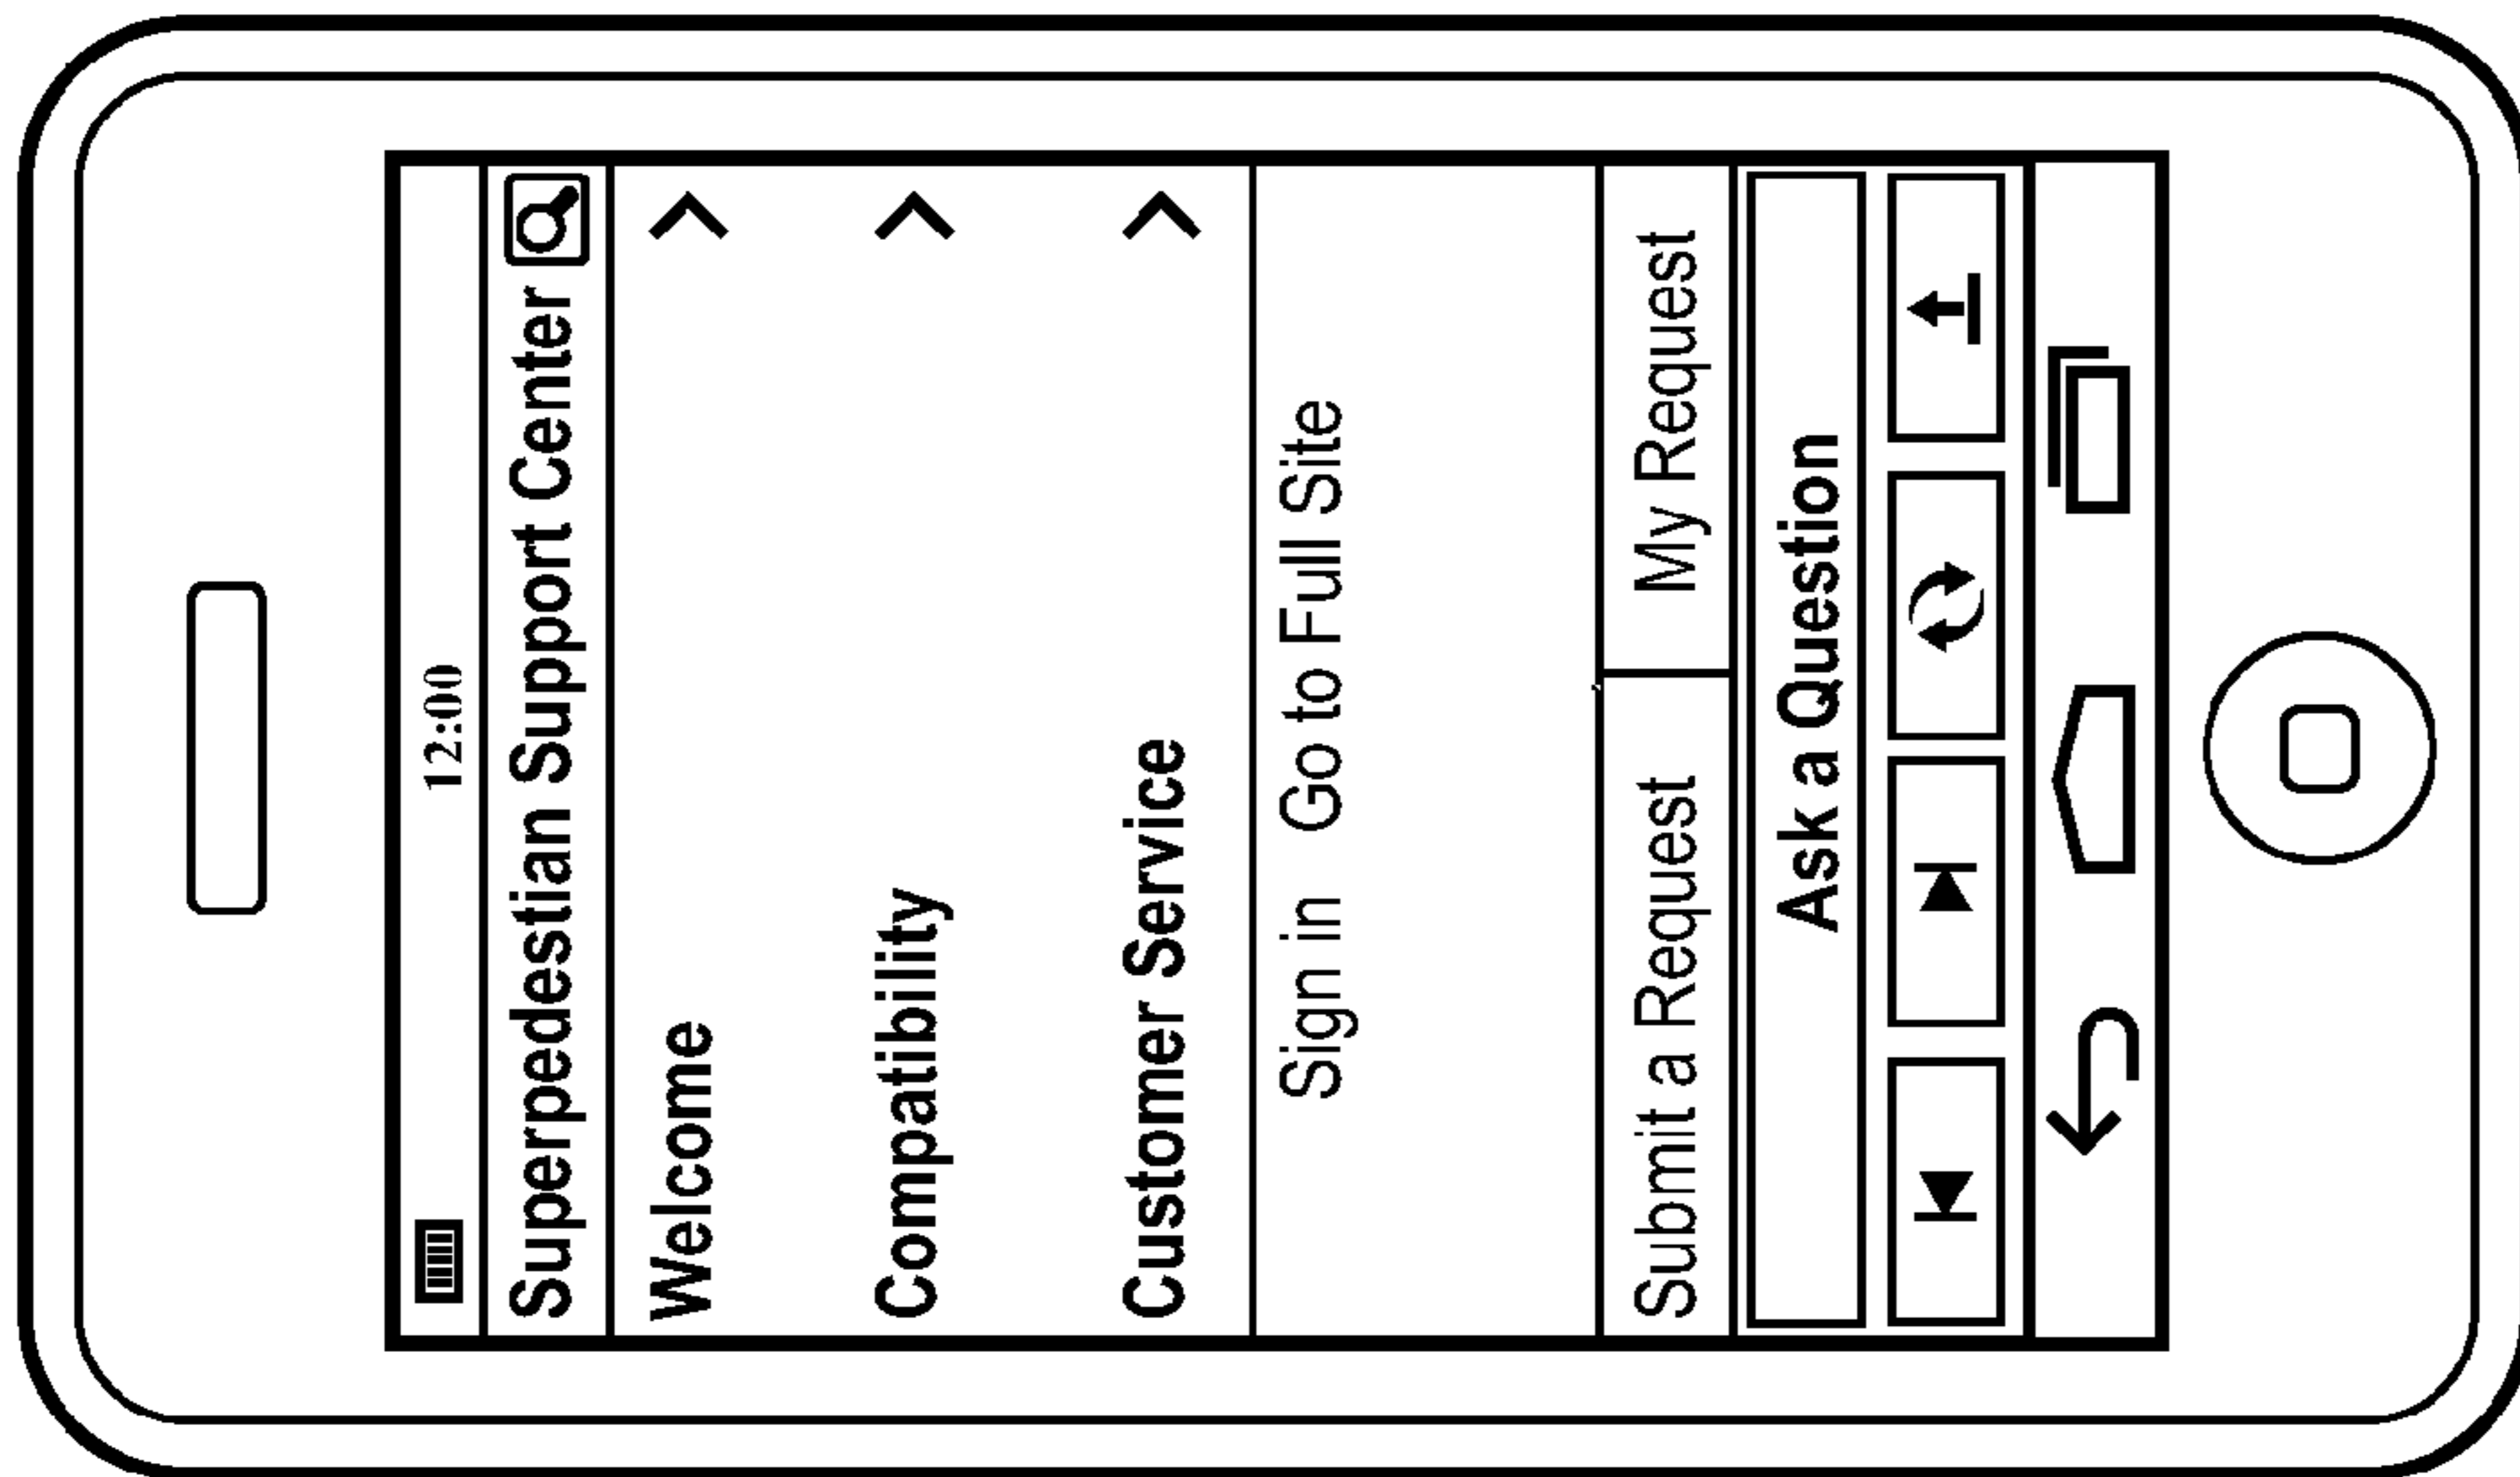 12:00
Superpedestian Support Center
Welcome
Compatibility
Customer Service
Sign in Go to Full Site
Submit a Request My Request
Ask a Question